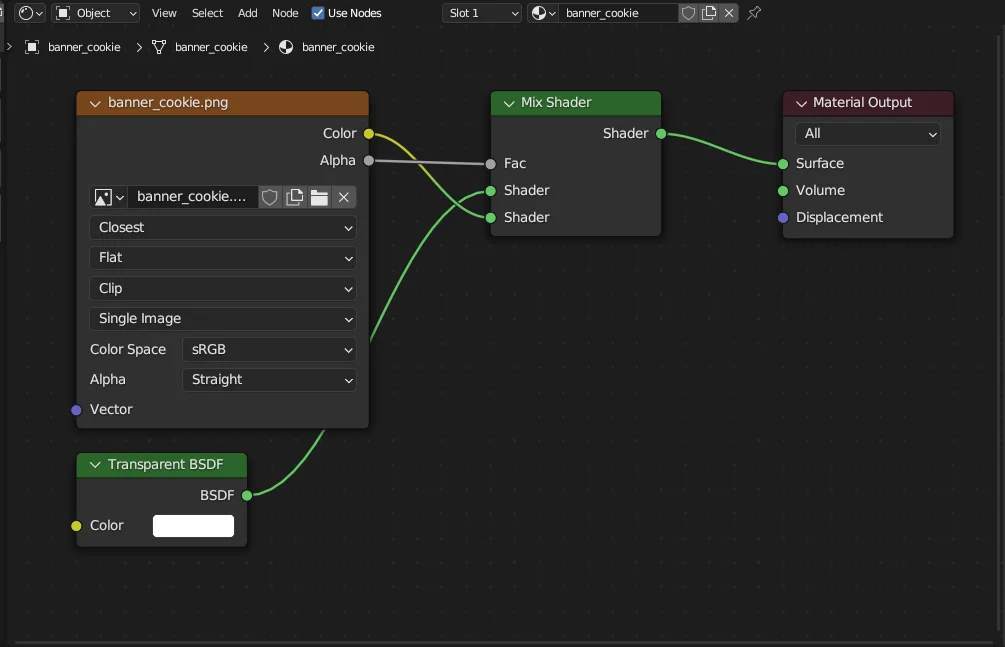 Object View Select Add Node Use Nodes Slot 1 banner_cookie
banner_cookie banner_cookie banner_cookie
banner_cookie.png
Color
Alpha
banner_cookie....
Closest
Flat
Clip
Single Image
Color Space sRGB
Alpha Straight
Vector
Transparent BSDF
BSDF
Color
Mix Shader
Shader
Fac
Shader
Shader
Material Output
All
Surface
Volume
Displacement